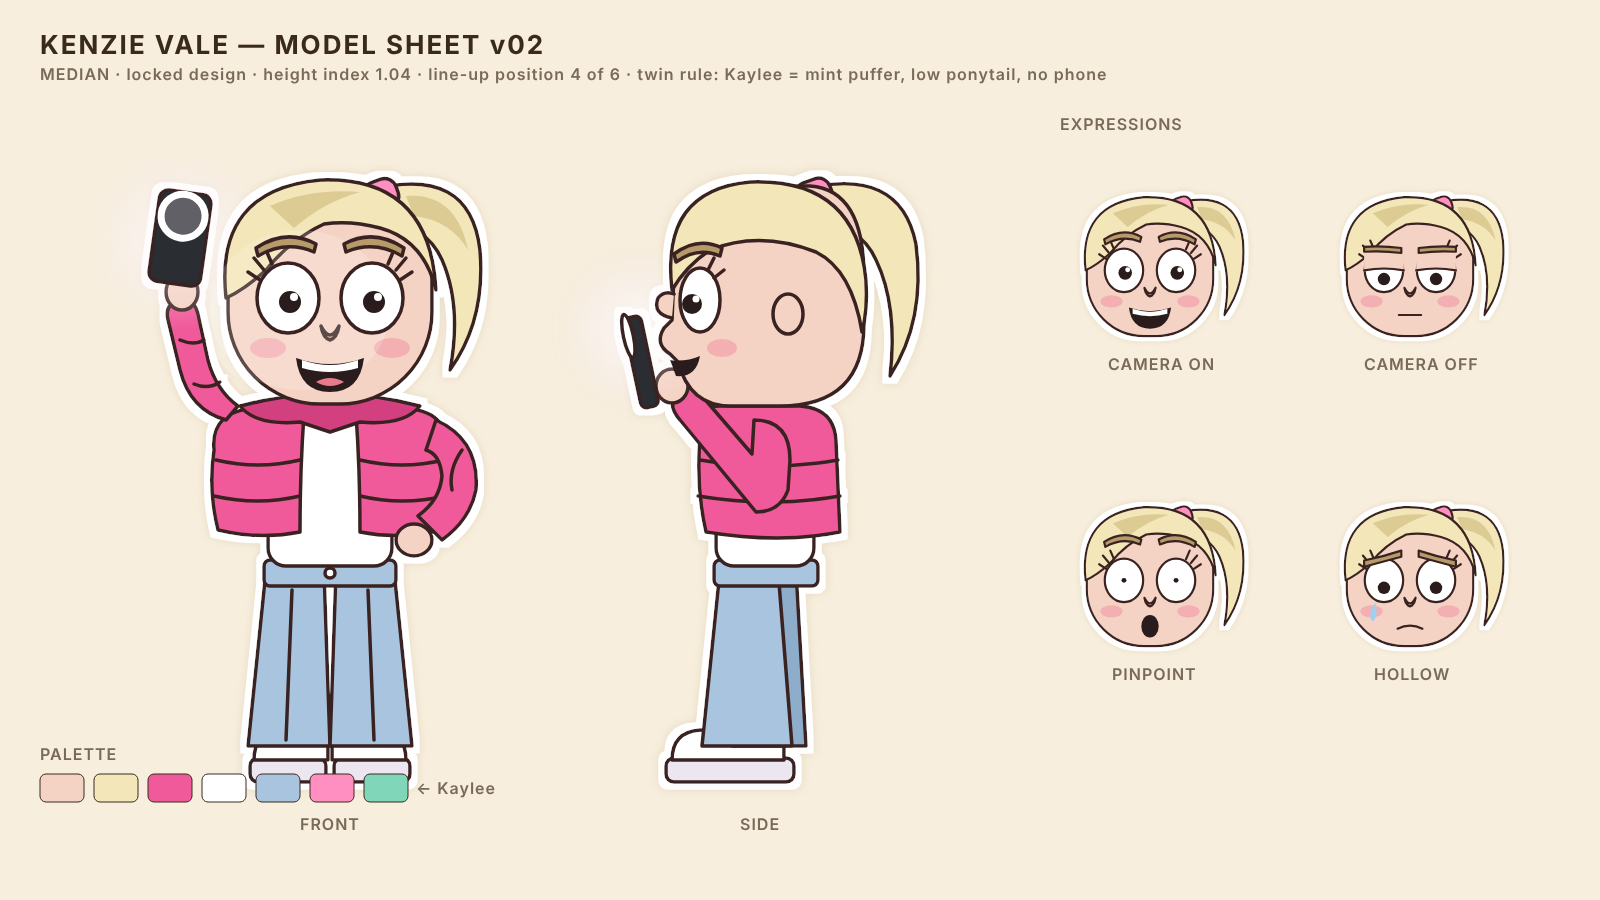 KENZIE VALE — MODEL SHEET v02
MEDIAN · locked design · height index 1.04 · line-up position 4 of 6 · twin rule: Kaylee = mint puffer, low ponytail, no phone
EXPRESSIONS
CAMERA ON
CAMERA OFF
PINPOINT
HOLLOW
PALETTE
← Kaylee
FRONT
SIDE